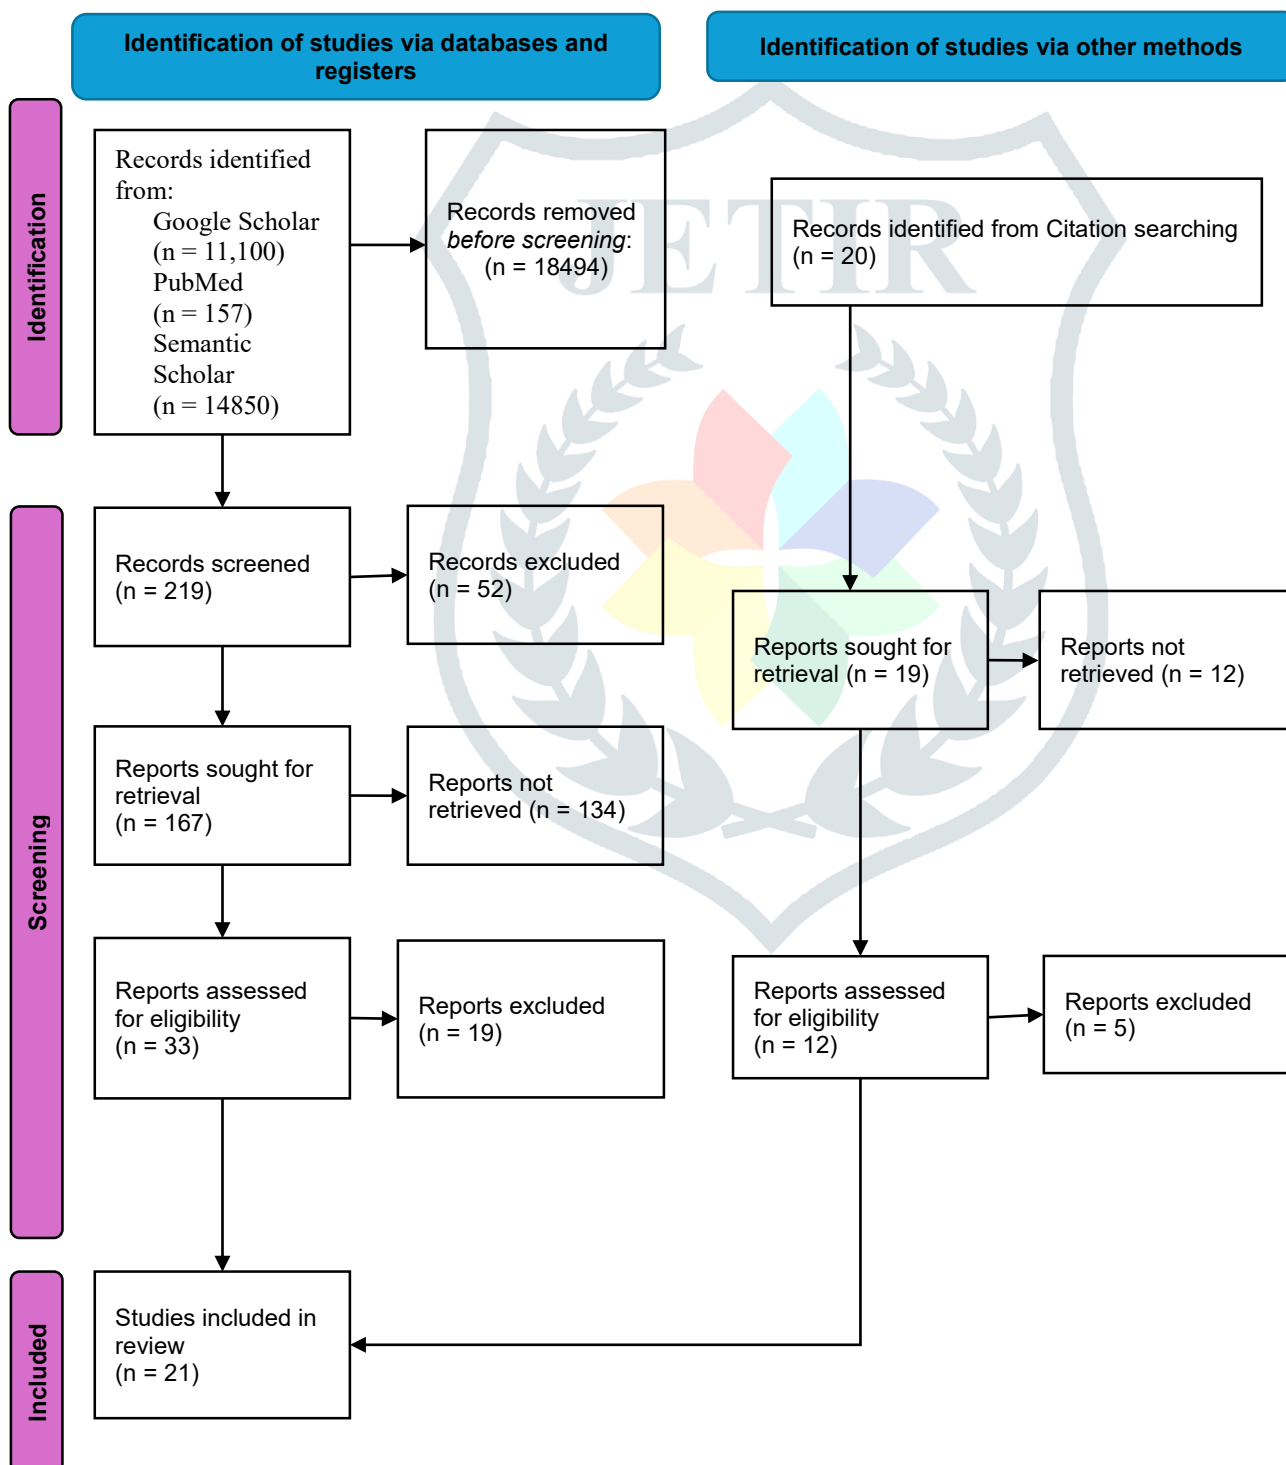 Identification of studies via databases and
registers
Identification of studies via other methods
Identification
Records identified
from:
Google Scholar
(n = 11,100)
PubMed
(n = 157)
Semantic
Scholar
(n = 14850)
Records removed
before screening:
(n = 18494)
Records identified from Citation searching
(n = 20)
JETIR
Screening
Records screened
(n = 219)
Records excluded
(n = 52)
Reports sought for
retrieval (n = 19)
Reports not
retrieved (n = 12)
Reports sought for
retrieval
(n = 167)
Reports not
retrieved (n = 134)
Reports assessed
for eligibility
(n = 33)
Reports excluded
(n = 19)
Reports assessed
for eligibility
(n = 12)
Reports excluded
(n = 5)
Included
Studies included in
review
(n = 21)